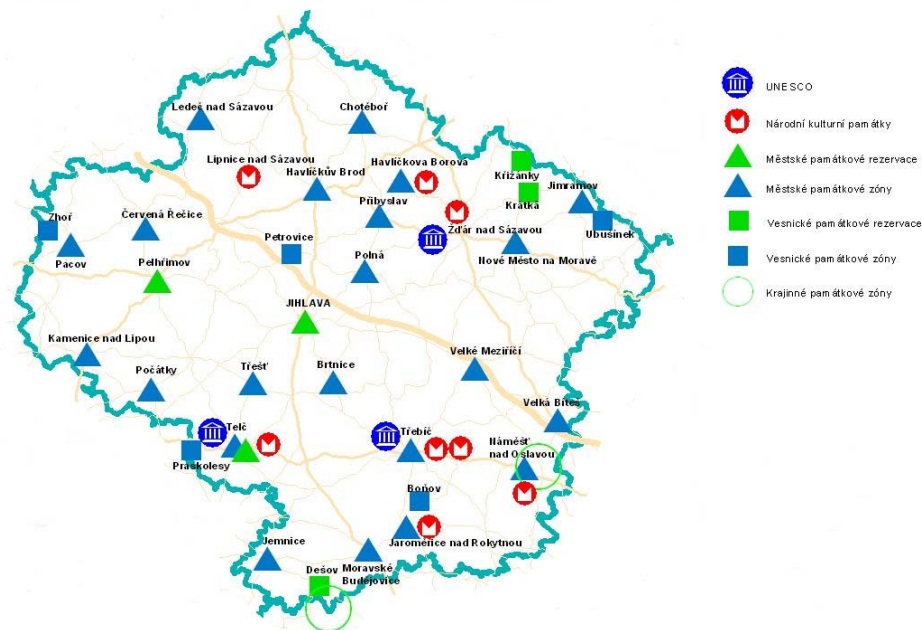 Ledeč nad Sázavou
Chotěboř
Lipnice nad Sázavou
Havlíčkův Brod
Havlíčkova Borová
Křižánky
Krátká
Jimramov
Zhoř
Červená Řečice
Přibyslav
Petrovice
Žďár nad Sázavou
Ubušínek
Pacov
Pelhřimov
Polná
Nové Město na Moravě
JIHLAVA
Kamenice nad Lipou
Počátky
Třešť
Brtnice
Velké Meziříčí
Velká Bíteš
Telč
Třebíč
Náměšť
nad Oslavou
Praskolesy
Boňov
Jaroměřice nad Rokytnou
Jemnice
Dešov
Moravské
Budějovice
UNESCO
Národní kulturní památky
Městské památkové rezervace
Městské památkové zóny
Vesnické památkové rezervace
Vesnické památkové zóny
Krajinné památkové zóny